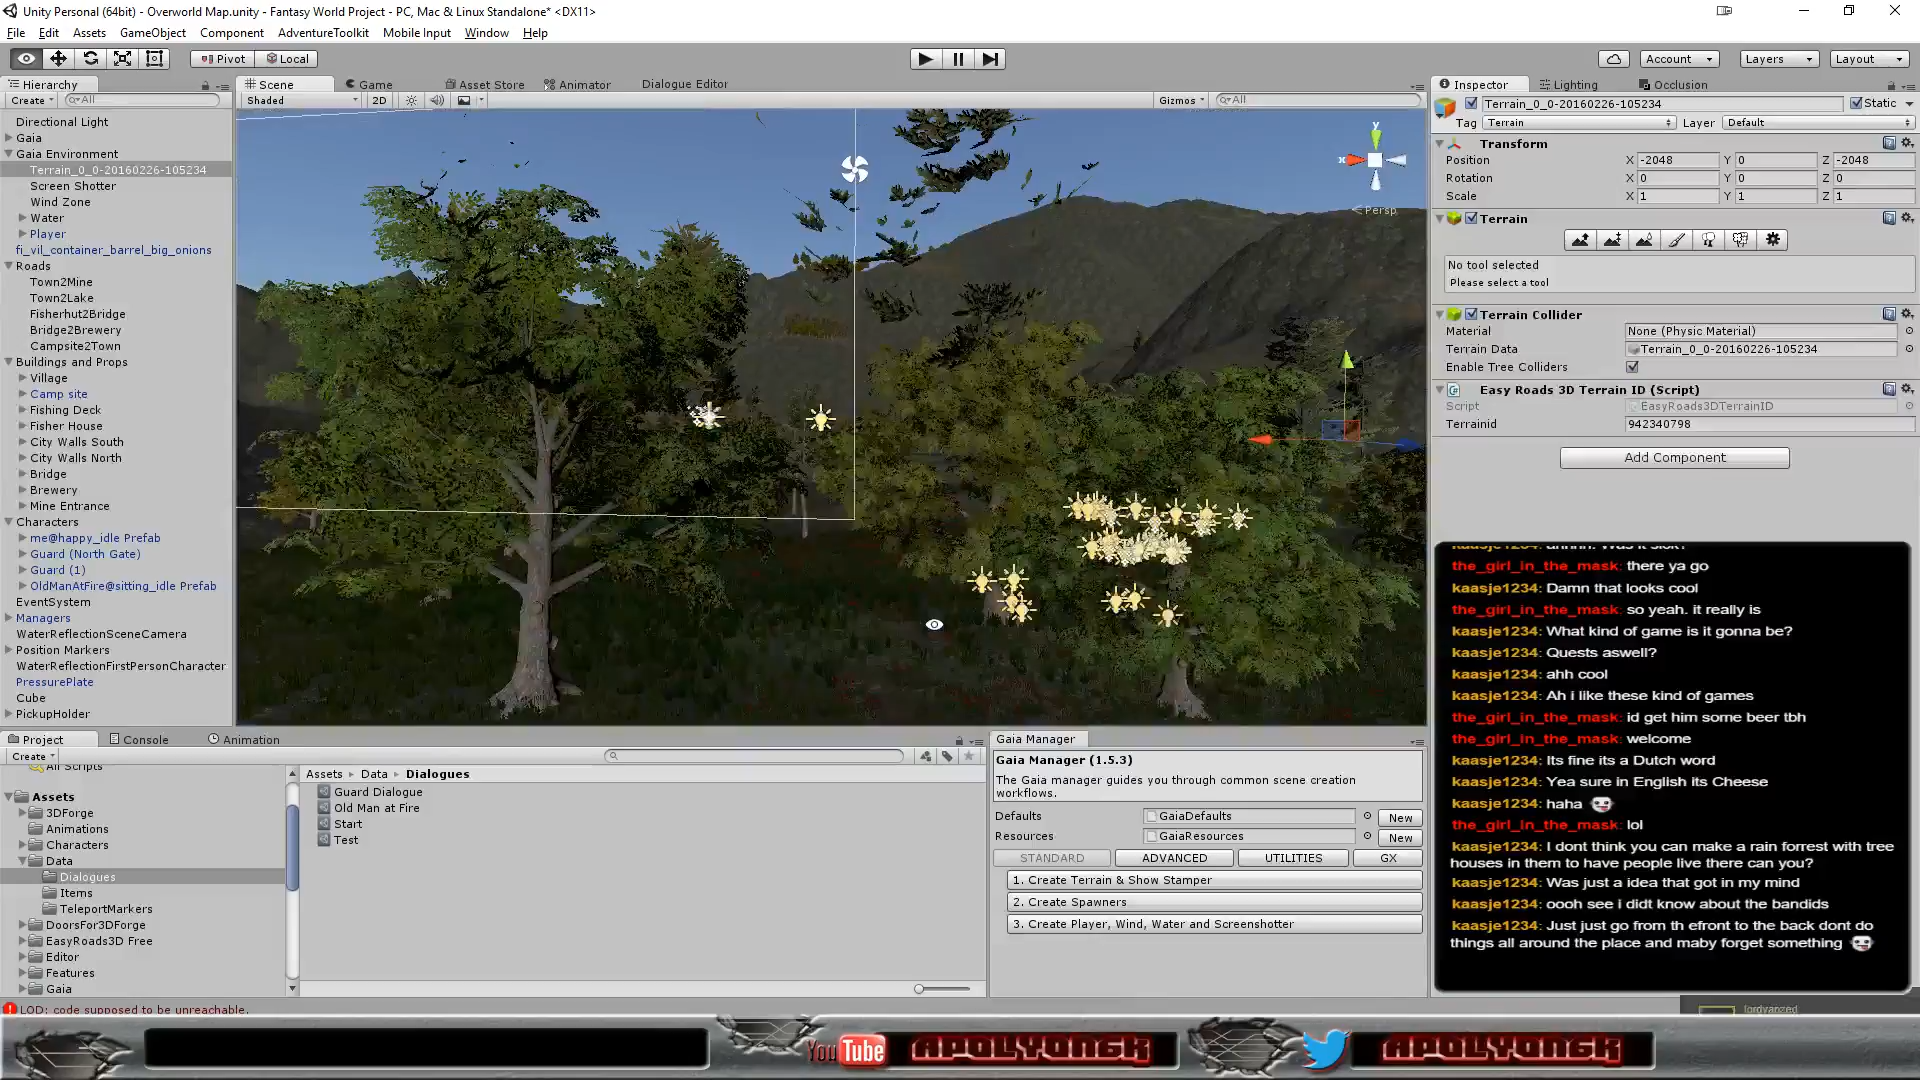 Unity Personal (64bit) - Overworld Map.unity - Fantasy World Project - PC, Mac & Linux Standalone* <DX11>
File Edit Assets GameObject Component AdventureToolkit Mobile Input Window Help
Pivot Local Account Layers Layout
Hierarchy
Create All
Directional Light
Gaia
Gaia Environment
Terrain_0_0-20160226-105234
Screen Shotter
Wind Zone
Water
Player
fi_vil_container_barrel_big_onions
Roads
Town2Mine
Town2Lake
Fisherhut2Bridge
Bridge2Brewery
Campsite2Town
Buildings and Props
Village
Camp site
Fishing Deck
Fisher House
City Walls South
City Walls North
Bridge
Brewery
Mine Entrance
Characters
me@happy_idle Prefab
Guard (North Gate)
Guard (1)
OldManAtFire@sitting_idle Prefab
EventSystem
Managers
WaterReflectionSceneCamera
Position Markers
WaterReflectionFirstPersonCharacter
PressurePlate
Cube
PickupHolder
Scene Game Asset Store Animator Dialogue Editor
Shaded 2D Gizmos All
y
x
Persp
Inspector Lighting Occlusion
Terrain_0_0-20160226-105234 Static
Tag Terrain Layer Default
Transform
Position X -2048 Y 0 Z -2048
Rotation X 0 Y 0 Z 0
Scale X 1 Y 1 Z 1
Terrain
No tool selected
Please select a tool
Terrain Collider
Material None (Physic Material)
Terrain Data Terrain_0_0-20160226-105234
Enable Tree Colliders
Easy Roads 3D Terrain ID (Script)
Script EasyRoads3DTerrainID
Terrainid 942340798
Add Component
the_girl_in_the_mask: there ya go
kaasje1234: Damn that looks cool
the_girl_in_the_mask: so yeah. it really is
kaasje1234: What kind of game is it gonna be?
kaasje1234: Quests aswell?
kaasje1234: ahh cool
kaasje1234: Ah i like these kind of games
the_girl_in_the_mask: id get him some beer tbh
the_girl_in_the_mask: welcome
kaasje1234: Its fine its a Dutch word
kaasje1234: Yea sure in English its Cheese
kaasje1234: haha
the_girl_in_the_mask: lol
kaasje1234: I dont think you can make a rain forrest with tree
houses in them to have people live there can you?
kaasje1234: Was just a idea that got in my mind
kaasje1234: oooh see i didt know about the bandids
kaasje1234: Just just go from th efront to the back dont do
things all around the place and maby forget something
Project Console Animation
Create
All Scripts
Assets
3DForge
Animations
Characters
Data
Dialogues
Items
TeleportMarkers
DoorsFor3DForge
EasyRoads3D Free
Editor
Features
Gaia
Assets Data Dialogues
Guard Dialogue
Old Man at Fire
Start
Test
Gaia Manager
Gaia Manager (1.5.3)
The Gaia manager guides you through common scene creation
workflows.
Defaults GaiaDefaults New
Resources GaiaResources New
STANDARD ADVANCED UTILITIES GX
1. Create Terrain & Show Stamper
2. Create Spawners
3. Create Player, Wind, Water and Screenshotter
LOD: code supposed to be unreachable.
YouTube APOLYONGK APOLYONGK